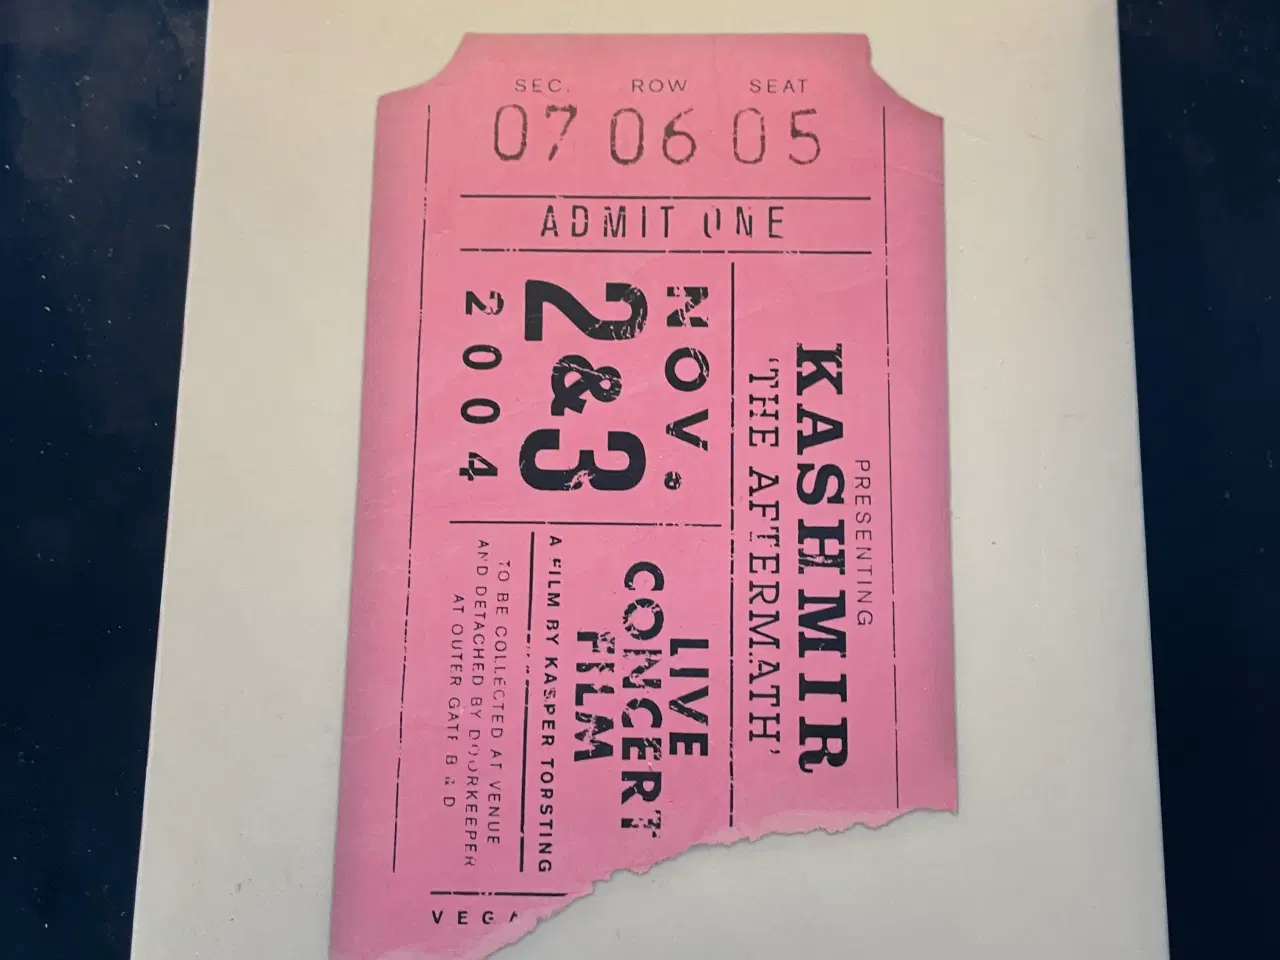 SEC. ROW SEAT
07 06 05
ADMIT ONE
PRESENTING
KASHMIR
'THE AFTERMATH'
NOV.
2&3
2004
LIVE
CONCERT
FILM
A FILM BY KASPER TORSTING
TO BE COLLECTED AT VENUE
AND DETACHED BY DOORKEEPER
AT OUTER GATE B & D
VEGA